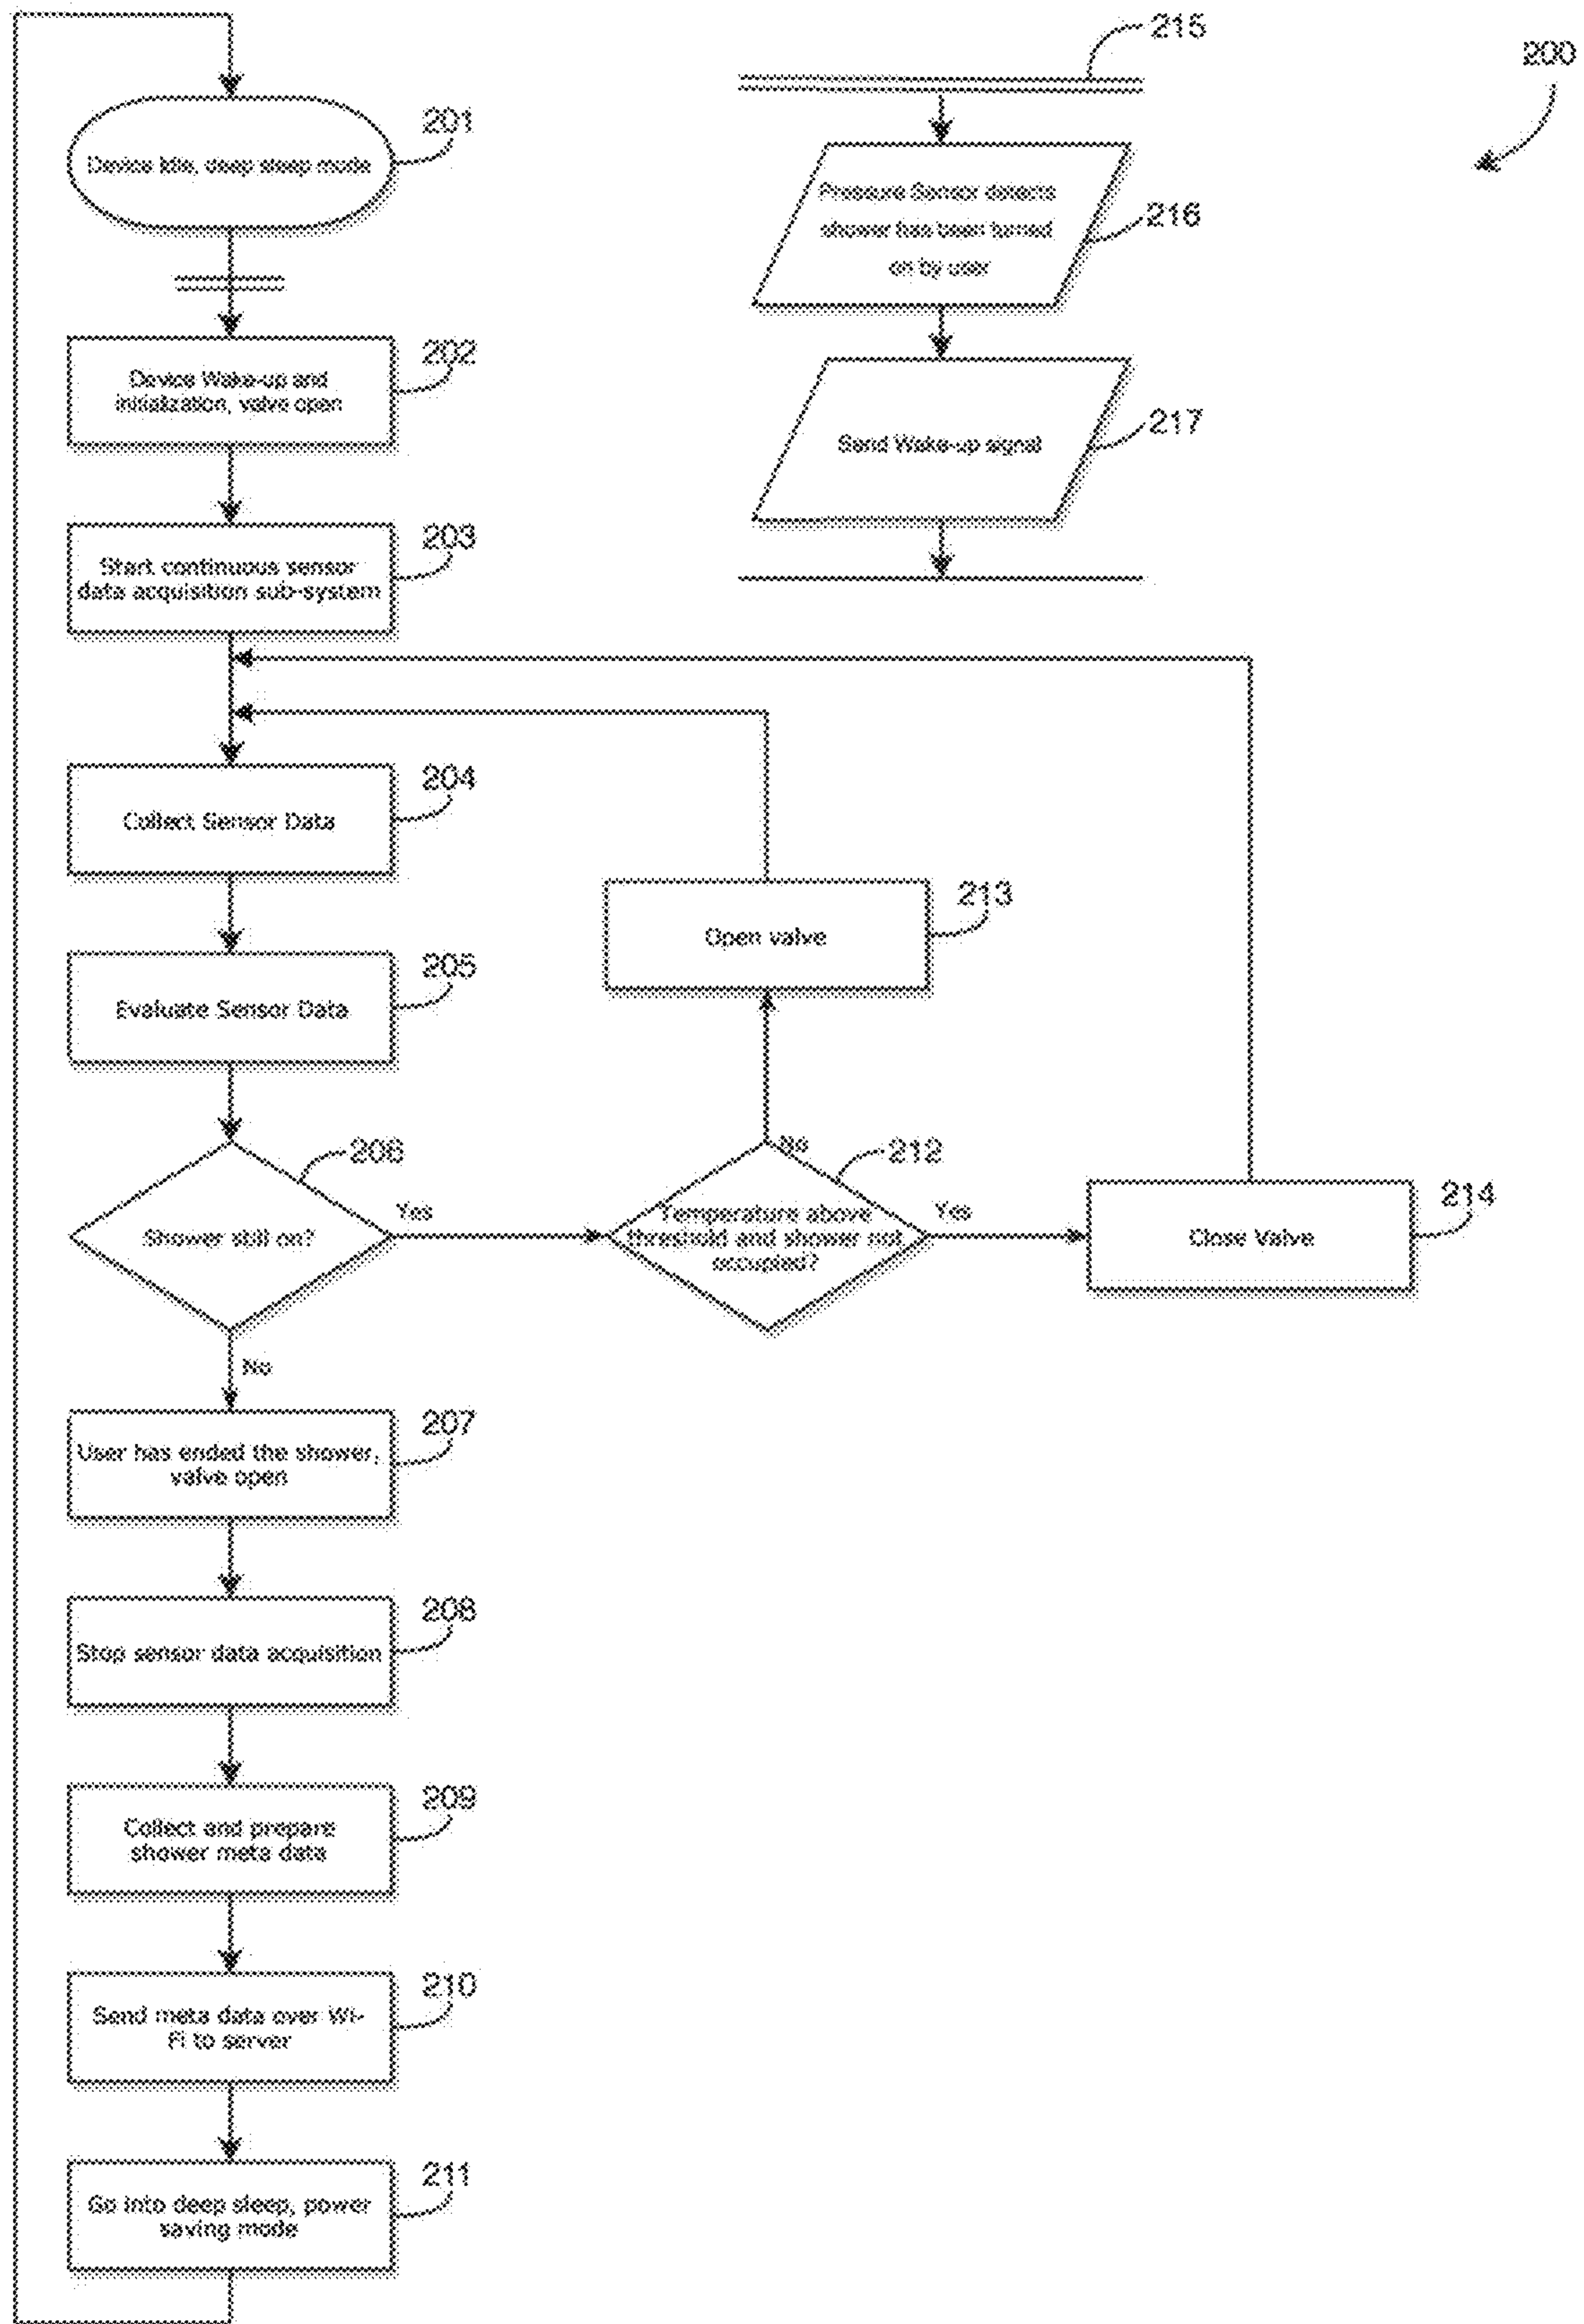 200
201
Device Idle, deep sleep mode
202
Device Wake-up and
initialization, valve open
203
Start continuous sensor
data acquisition sub-system
204
Collect Sensor Data
205
Evaluate Sensor Data
206
Shower still on?
Yes
No
207
User has ended the shower,
valve open
208
Stop sensor data acquisition
209
Collect and prepare
shower meta data
210
Send meta data over Wi-
Fi to server
211
Go into deep sleep, power
saving mode
212
Temperature above
threshold and shower not
occupied?
No
Yes
213
Open valve
214
Close Valve
215
216
Pressure Sensor detects
shower has been turned
on by user
217
Send Wake-up signal